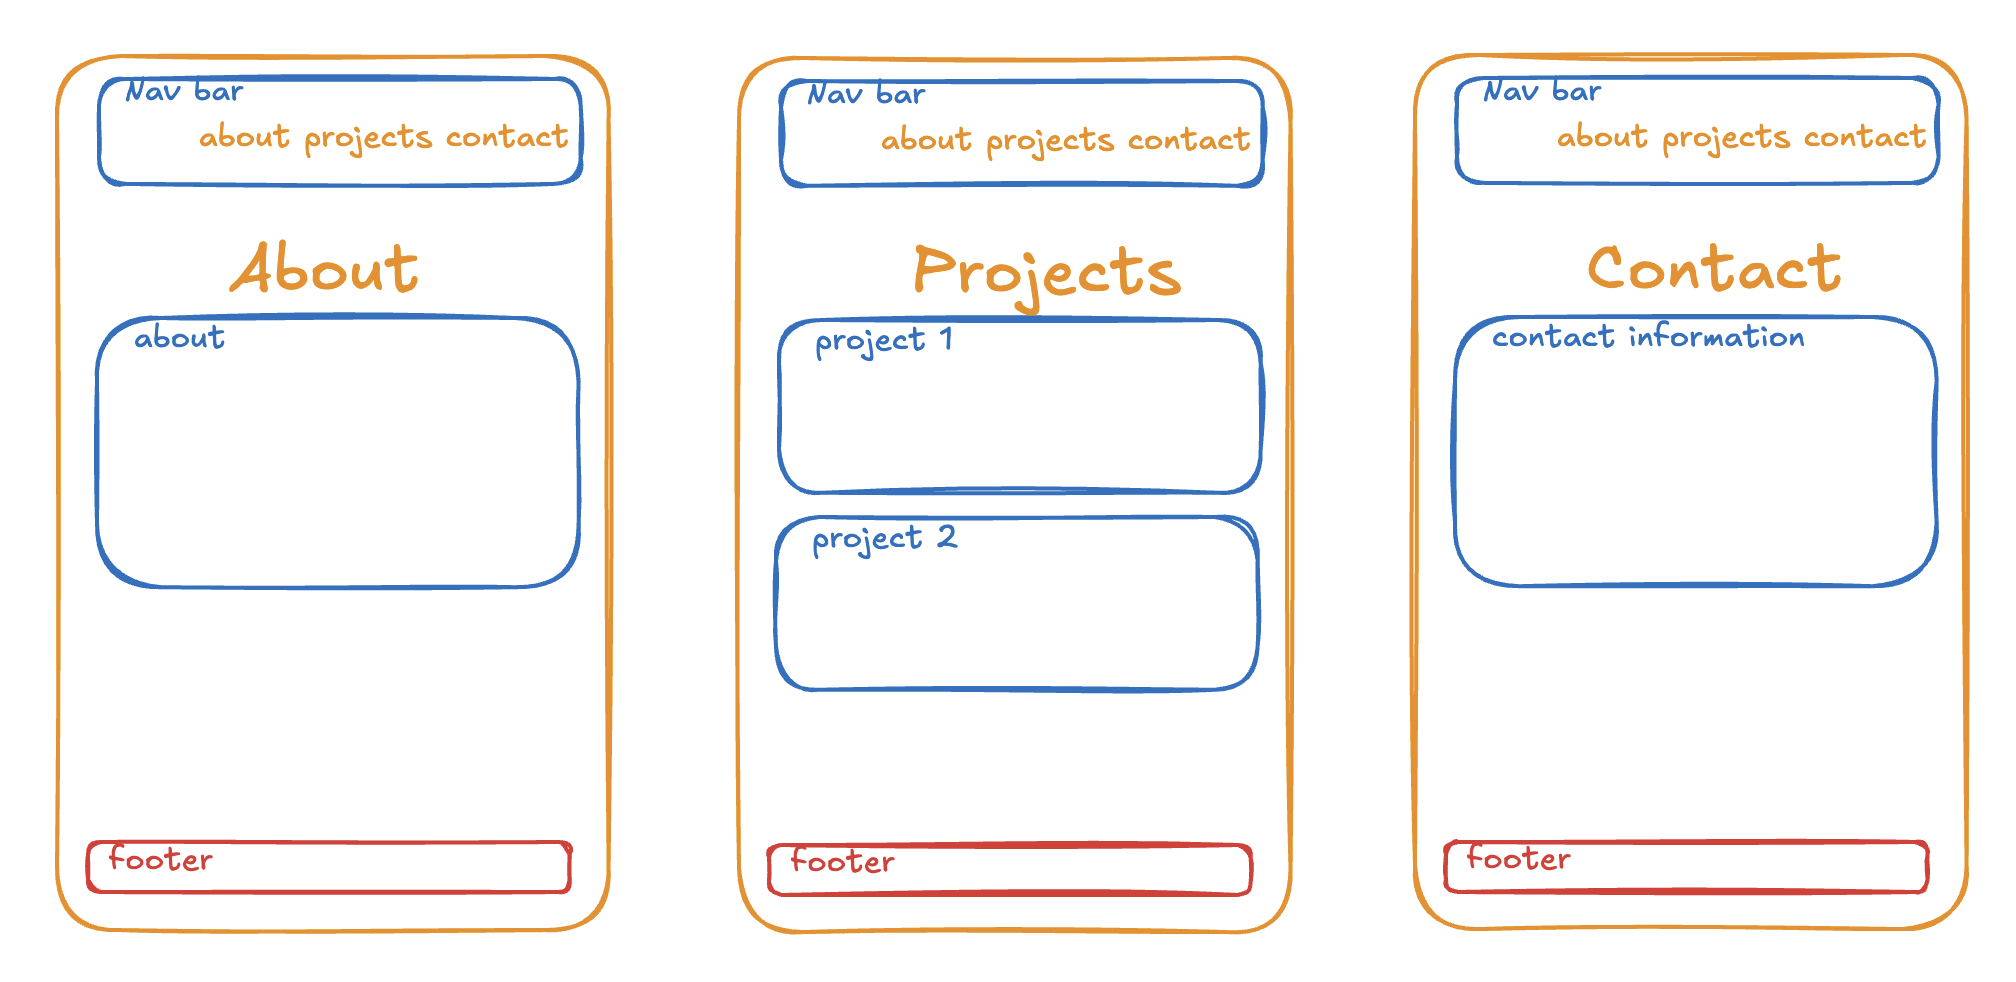 Nav bar
about projects contact
About
about
footer
Nav bar
about projects contact
Projects
project 1
project 2
footer
Nav bar
about projects contact
Contact
contact information
footer